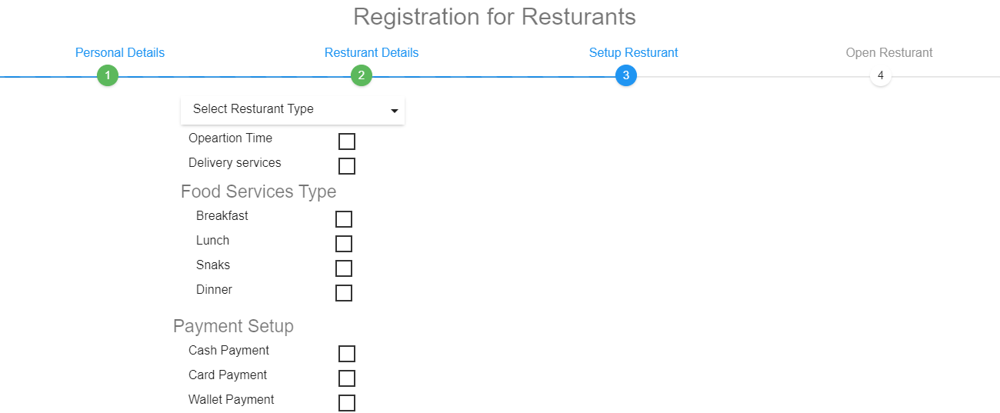 Registration for Resturants
Personal Details
Resturant Details
Setup Resturant
Open Resturant
1
2
3
4
Select Resturant Type
Opeartion Time
Delivery services
Food Services Type
Breakfast
Lunch
Snaks
Dinner
Payment Setup
Cash Payment
Card Payment
Wallet Payment